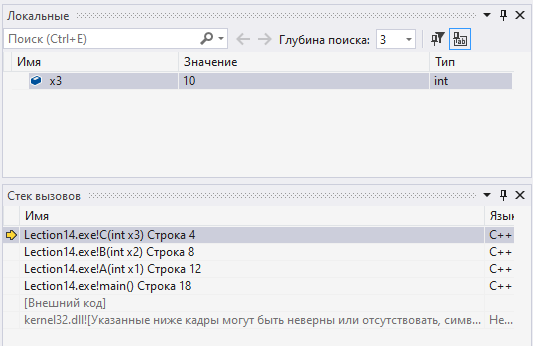 Локальные
Поиск (Ctrl+E) Глубина поиска: 3
Имя Значение Тип
x3 10 int
Стек вызовов
Имя Язык
Lection14.exe!C(int x3) Строка 4 C++
Lection14.exe!B(int x2) Строка 8 C++
Lection14.exe!A(int x1) Строка 12 C++
Lection14.exe!main() Строка 18 C++
[Внешний код]
kernel32.dll![Указанные ниже кадры могут быть неверны или отсутствовать, симв... Не...